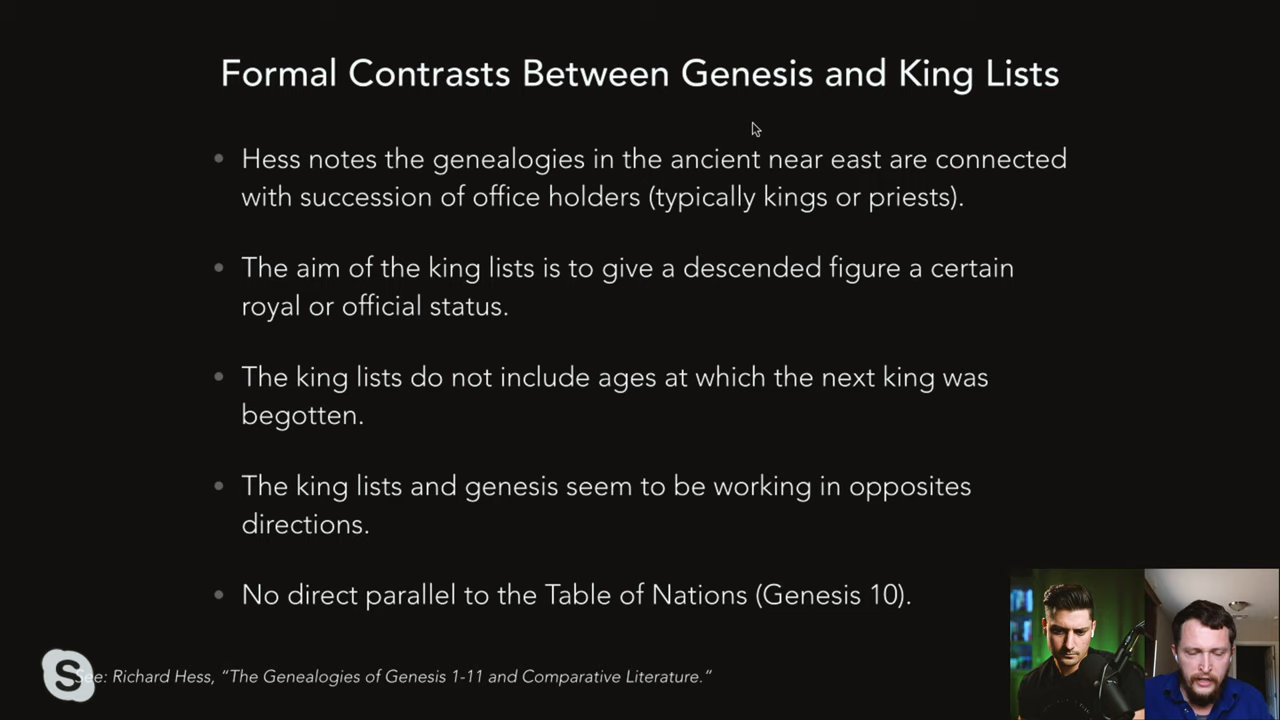 Formal Contrasts Between Genesis and King Lists
• Hess notes the genealogies in the ancient near east are connected
with succession of office holders (typically kings or priests).
• The aim of the king lists is to give a descended figure a certain
royal or official status.
• The king lists do not include ages at which the next king was
begotten.
• The king lists and genesis seem to be working in opposites
directions.
• No direct parallel to the Table of Nations (Genesis 10).
S
See: Richard Hess, “The Genealogies of Genesis 1-11 and Comparative Literature.”